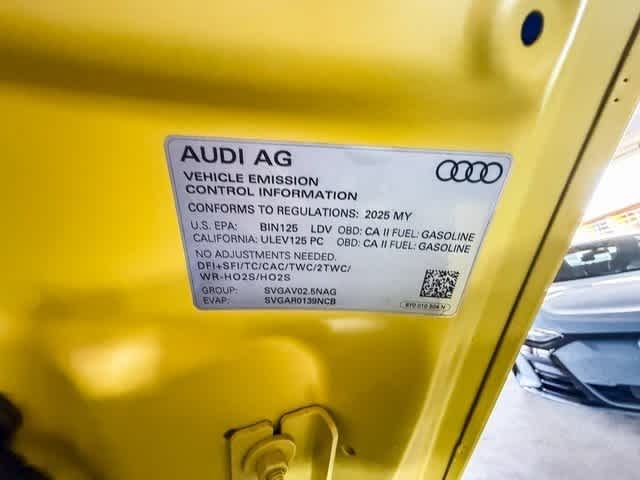 AUDI AG
VEHICLE EMISSION
CONTROL INFORMATION
CONFORMS TO REGULATIONS: 2025 MY
U.S. EPA: BIN125 LDV OBD: CA II FUEL: GASOLINE
CALIFORNIA: ULEV125 PC OBD: CA II FUEL: GASOLINE
NO ADJUSTMENTS NEEDED.
DFI+SFI/TC/CAC/TWC/2TWC/
WR-HO2S/HO2S
GROUP: SVGAV02.5NAG
EVAP: SVGAR0139NCB